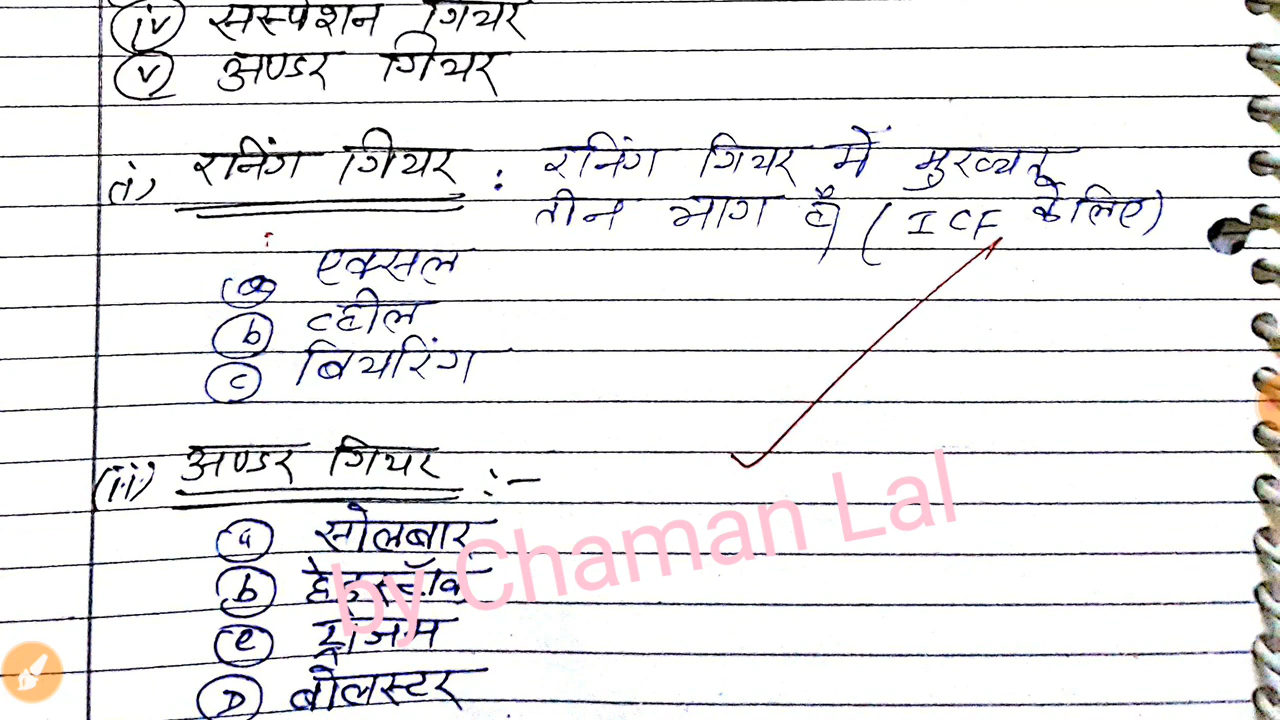 (iv) सस्पेंशन गियर
(v) अण्डर गियर
i) रनिंग गियर : रनिंग गियर में मुख्यतः
तीन भाग है (ICF के लिए)
(a) एक्सल
(b) व्हील
(c) बियरिंग
(ii) अण्डर गियर :-
(a) सोलबार
(b) हेडस्टॉक
(c)
(D) बोलस्टर
by Chaman Lal